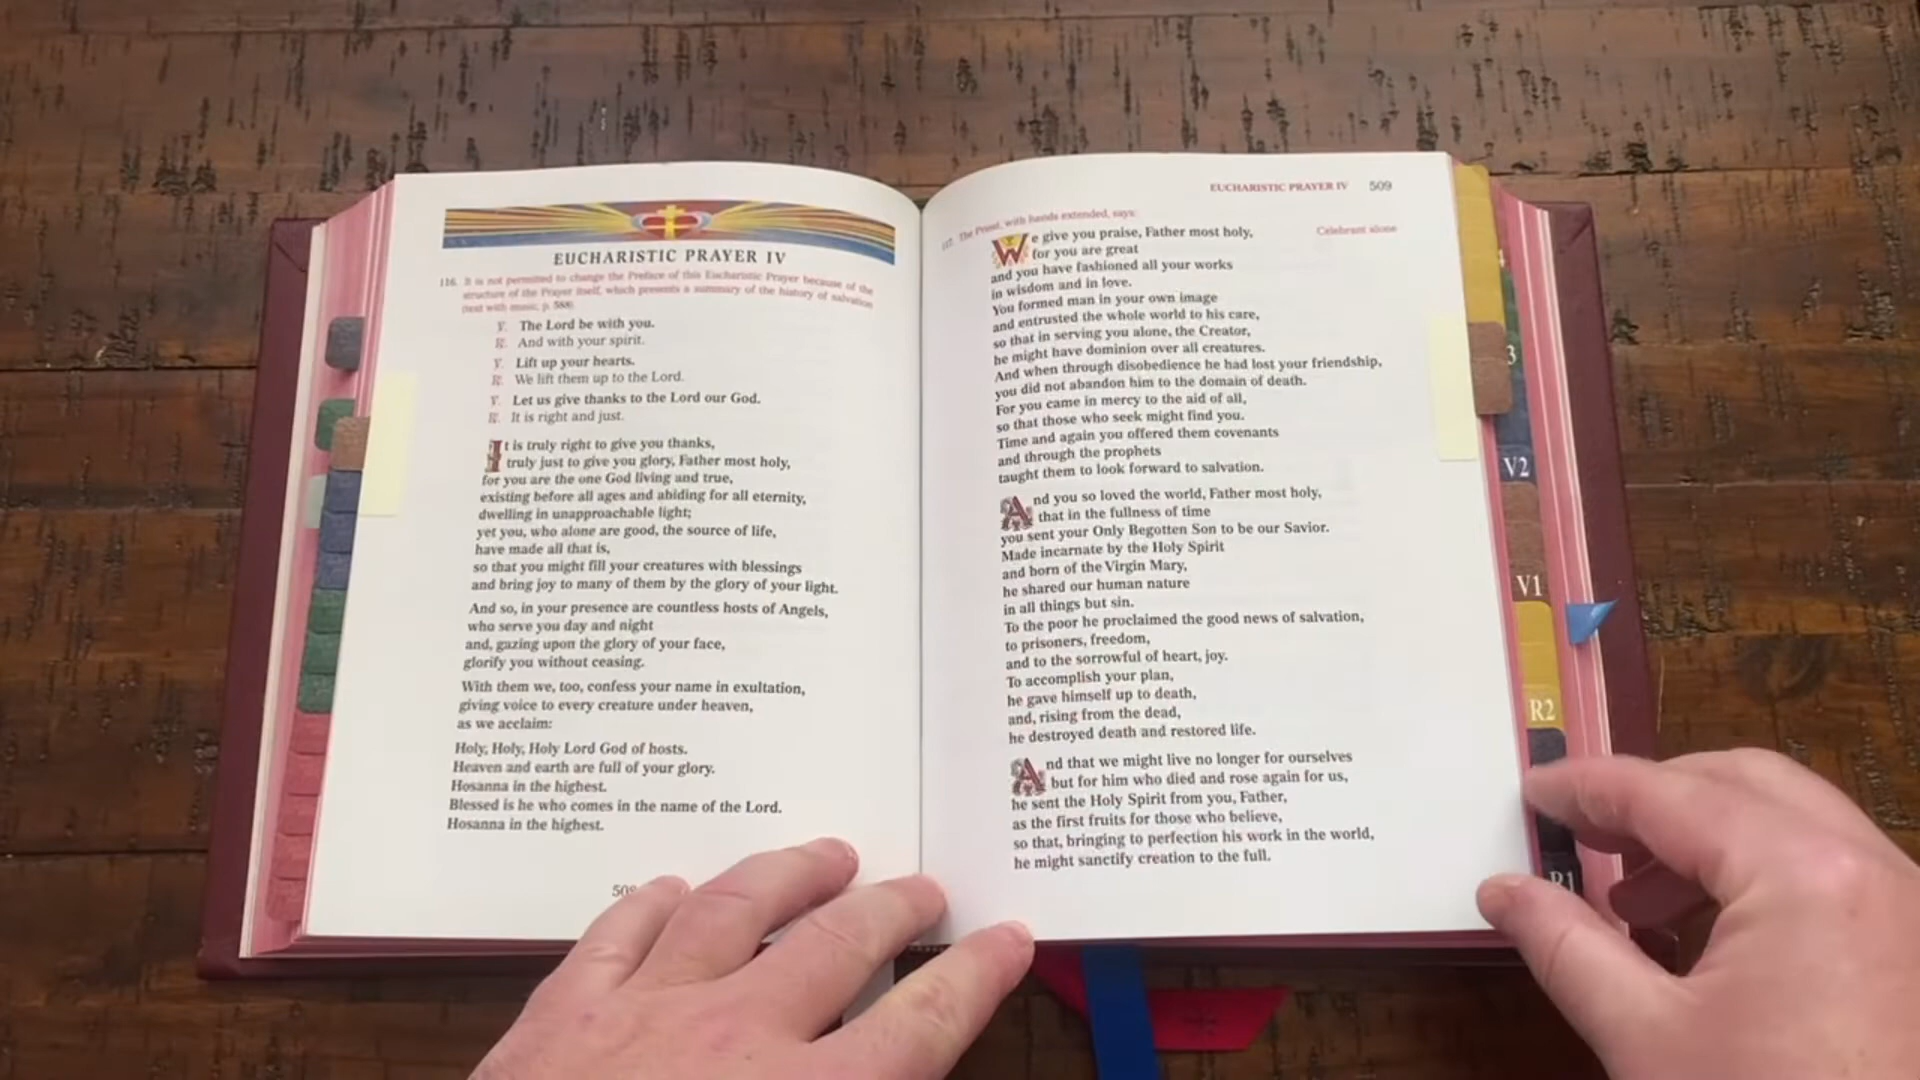 EUCHARISTIC PRAYER IV
116. It is not permitted to change the Preface of this Eucharistic Prayer because of the
structure of the Prayer itself, which presents a summary of the history of salvation
(text with music, p. 588).
V. The Lord be with you.
R. And with your spirit.
V. Lift up your hearts.
R. We lift them up to the Lord.
V. Let us give thanks to the Lord our God.
R. It is right and just.
It is truly right to give you thanks,
truly just to give you glory, Father most holy,
for you are the one God living and true,
existing before all ages and abiding for all eternity,
dwelling in unapproachable light;
yet you, who alone are good, the source of life,
have made all that is,
so that you might fill your creatures with blessings
and bring joy to many of them by the glory of your light.
And so, in your presence are countless hosts of Angels,
who serve you day and night
and, gazing upon the glory of your face,
glorify you without ceasing.
With them we, too, confess your name in exultation,
giving voice to every creature under heaven,
as we acclaim:
Holy, Holy, Holy Lord God of hosts.
Heaven and earth are full of your glory.
Hosanna in the highest.
Blessed is he who comes in the name of the Lord.
Hosanna in the highest.
508
EUCHARISTIC PRAYER IV 509
117. The Priest, with hands extended, says:
Celebrant alone
We give you praise, Father most holy,
for you are great
and you have fashioned all your works
in wisdom and in love.
You formed man in your own image
and entrusted the whole world to his care,
so that in serving you alone, the Creator,
he might have dominion over all creatures.
And when through disobedience he had lost your friendship,
you did not abandon him to the domain of death.
For you came in mercy to the aid of all,
so that those who seek might find you.
Time and again you offered them covenants
and through the prophets
taught them to look forward to salvation.
And you so loved the world, Father most holy,
that in the fullness of time
you sent your Only Begotten Son to be our Savior.
Made incarnate by the Holy Spirit
and born of the Virgin Mary,
he shared our human nature
in all things but sin.
To the poor he proclaimed the good news of salvation,
to prisoners, freedom,
and to the sorrowful of heart, joy.
To accomplish your plan,
he gave himself up to death,
and, rising from the dead,
he destroyed death and restored life.
And that we might live no longer for ourselves
but for him who died and rose again for us,
he sent the Holy Spirit from you, Father,
as the first fruits for those who believe,
so that, bringing to perfection his work in the world,
he might sanctify creation to the full.
4
3
V2
V1
R2
R1